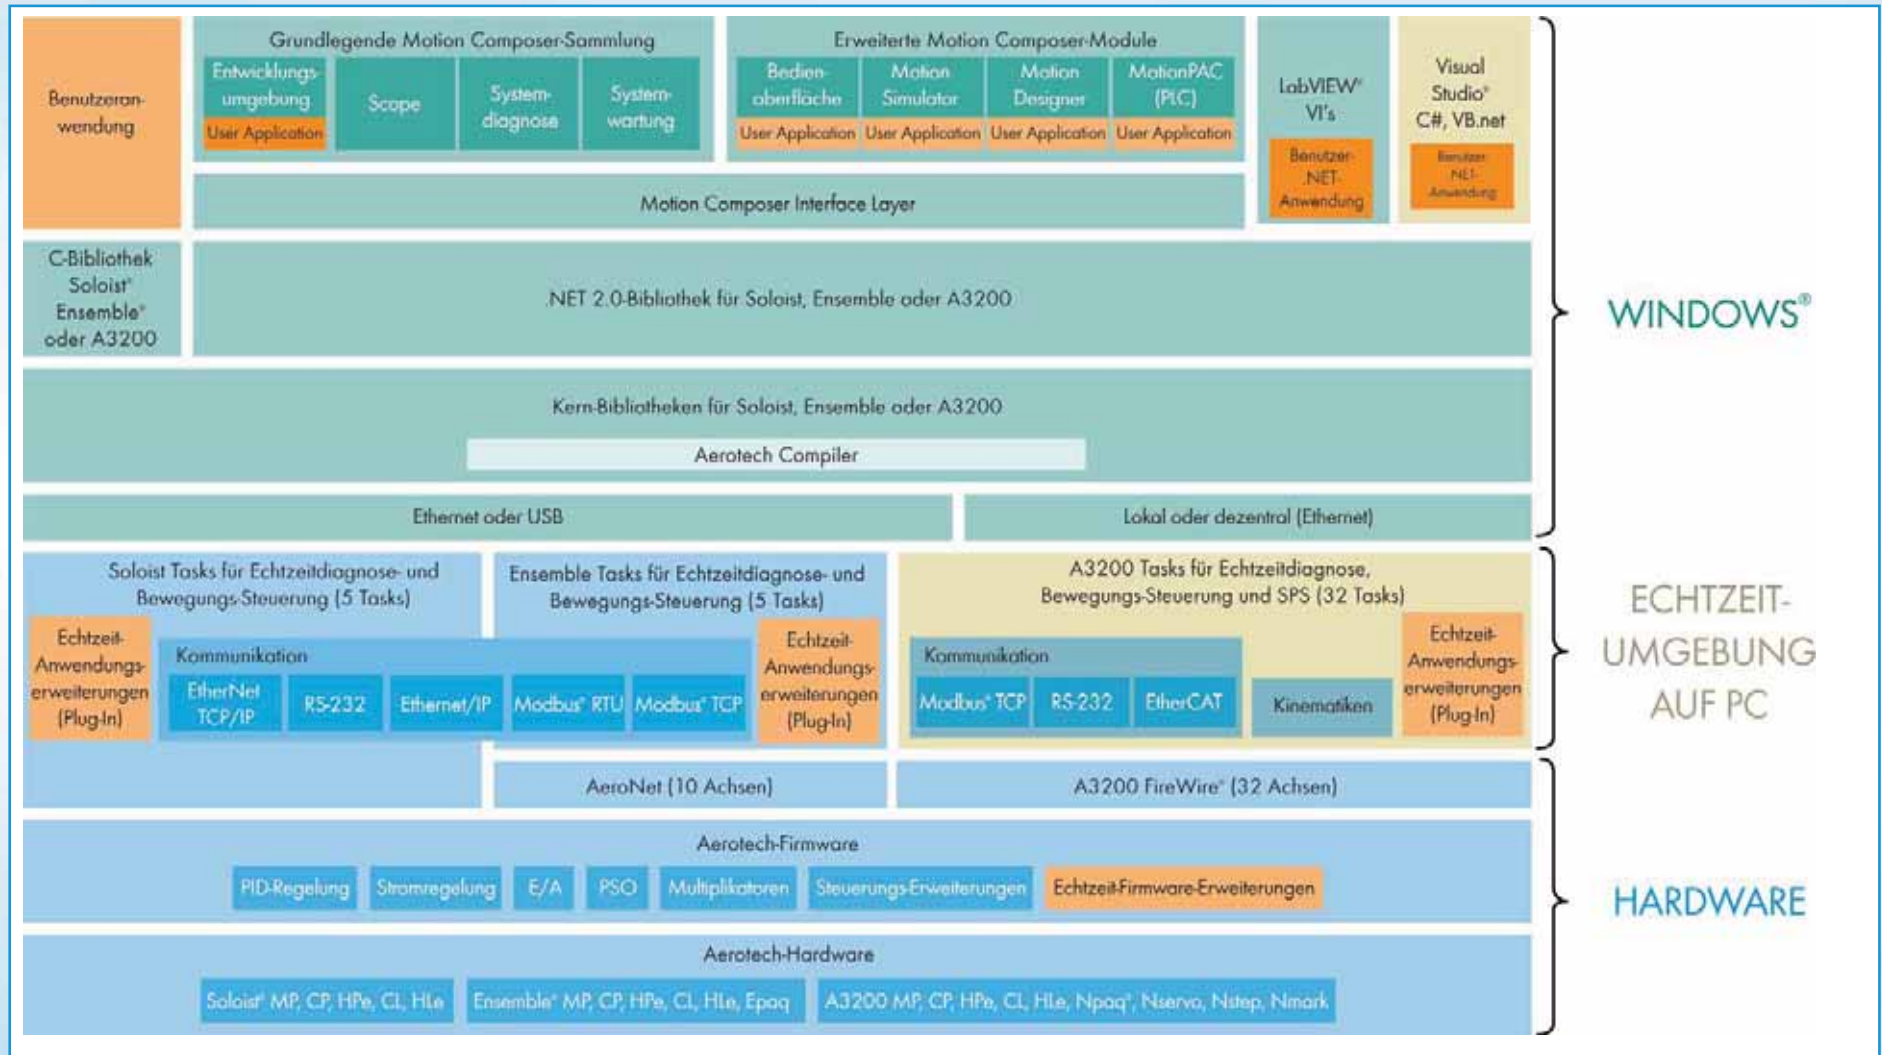 Benutzeran-
wendung
Grundlegende Motion Composer-Sammlung
Entwicklungs-
umgebung
User Application
Scope
System-
diagnose
System-
wartung
Erweiterte Motion Composer-Module
Bedien-
oberfläche
User Application
Motion
Simulator
User Application
Motion
Designer
User Application
MotionPAC
(PLC)
User Application
LabVIEW®
VI's
Benutzer-
.NET-
Anwendung
Visual
Studio®
C#, VB.net
Benutzer-
.NET-
Anwendung
Motion Composer Interface Layer
C-Bibliothek
Soloist®
Ensemble®
oder A3200
.NET 2.0-Bibliothek für Soloist, Ensemble oder A3200
WINDOWS®
Kern-Bibliotheken für Soloist, Ensemble oder A3200
Aerotech Compiler
Ethernet oder USB
Lokal oder dezentral (Ethernet)
Soloist Tasks für Echtzeitdiagnose- und
Bewegungs-Steuerung (5 Tasks)
Echtzeit-
Anwendungs-
erweiterungen
(Plug-In)
Kommunikation
EtherNet
TCP/IP
RS-232
Ethernet/IP
Modbus® RTU
Modbus® TCP
Ensemble Tasks für Echtzeitdiagnose- und
Bewegungs-Steuerung (5 Tasks)
Echtzeit-
Anwendungs-
erweiterungen
(Plug-In)
A3200 Tasks für Echtzeitdiagnose,
Bewegungs-Steuerung und SPS (32 Tasks)
Kommunikation
Modbus® TCP
RS-232
EtherCAT
Kinematiken
Echtzeit-
Anwendungs-
erweiterungen
(Plug-In)
ECHTZEIT-
UMGEBUNG
AUF PC
AeroNet (10 Achsen)
A3200 FireWire® (32 Achsen)
Aerotech-Firmware
PID-Regelung
Stromregelung
E/A
PSO
Multiplikatoren
Steuerungs-Erweiterungen
Echtzeit-Firmware-Erweiterungen
HARDWARE
Aerotech-Hardware
Soloist® MP, CP, HPe, CL, HLe
Ensemble® MP, CP, HPe, CL, HLe, Epaq
A3200 MP, CP, HPe, CL, HLe, Npaq®, Nservo, Nstep, Nmark